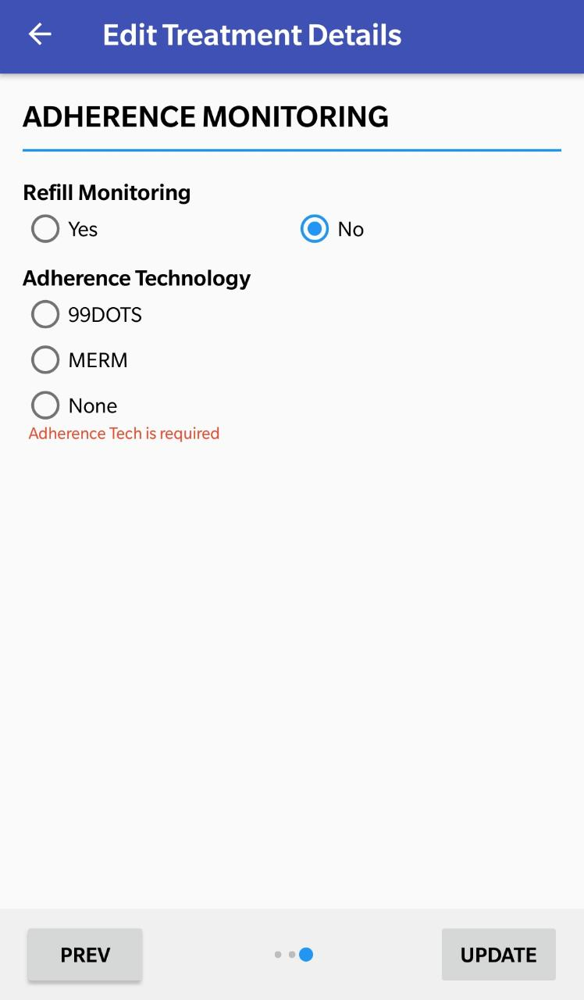 Edit Treatment Details
ADHERENCE MONITORING
Refill Monitoring
Yes No
Adherence Technology
99DOTS
MERM
None
Adherence Tech is required
PREV UPDATE